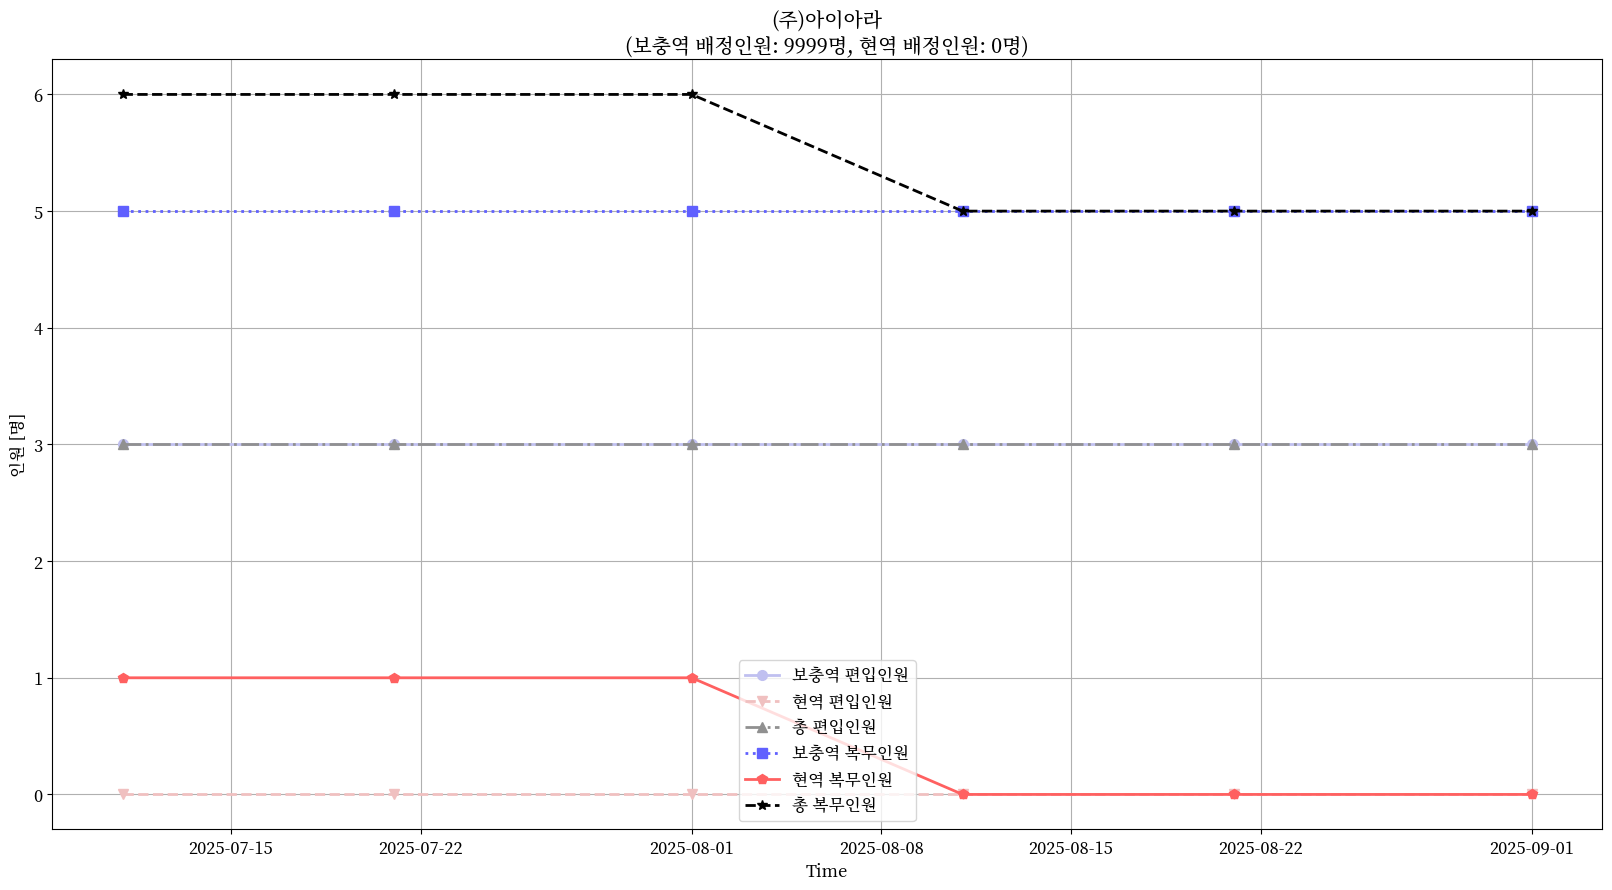 (주)아이아라
(보충역 배정인원: 9999명, 현역 배정인원: 0명)
인원 [명]
6
5
4
3
2
1
0
보충역 편입인원
현역 편입인원
총 편입인원
보충역 복무인원
현역 복무인원
총 복무인원
2025-07-15
2025-07-22
2025-08-01
2025-08-08
2025-08-15
2025-08-22
2025-09-01
Time